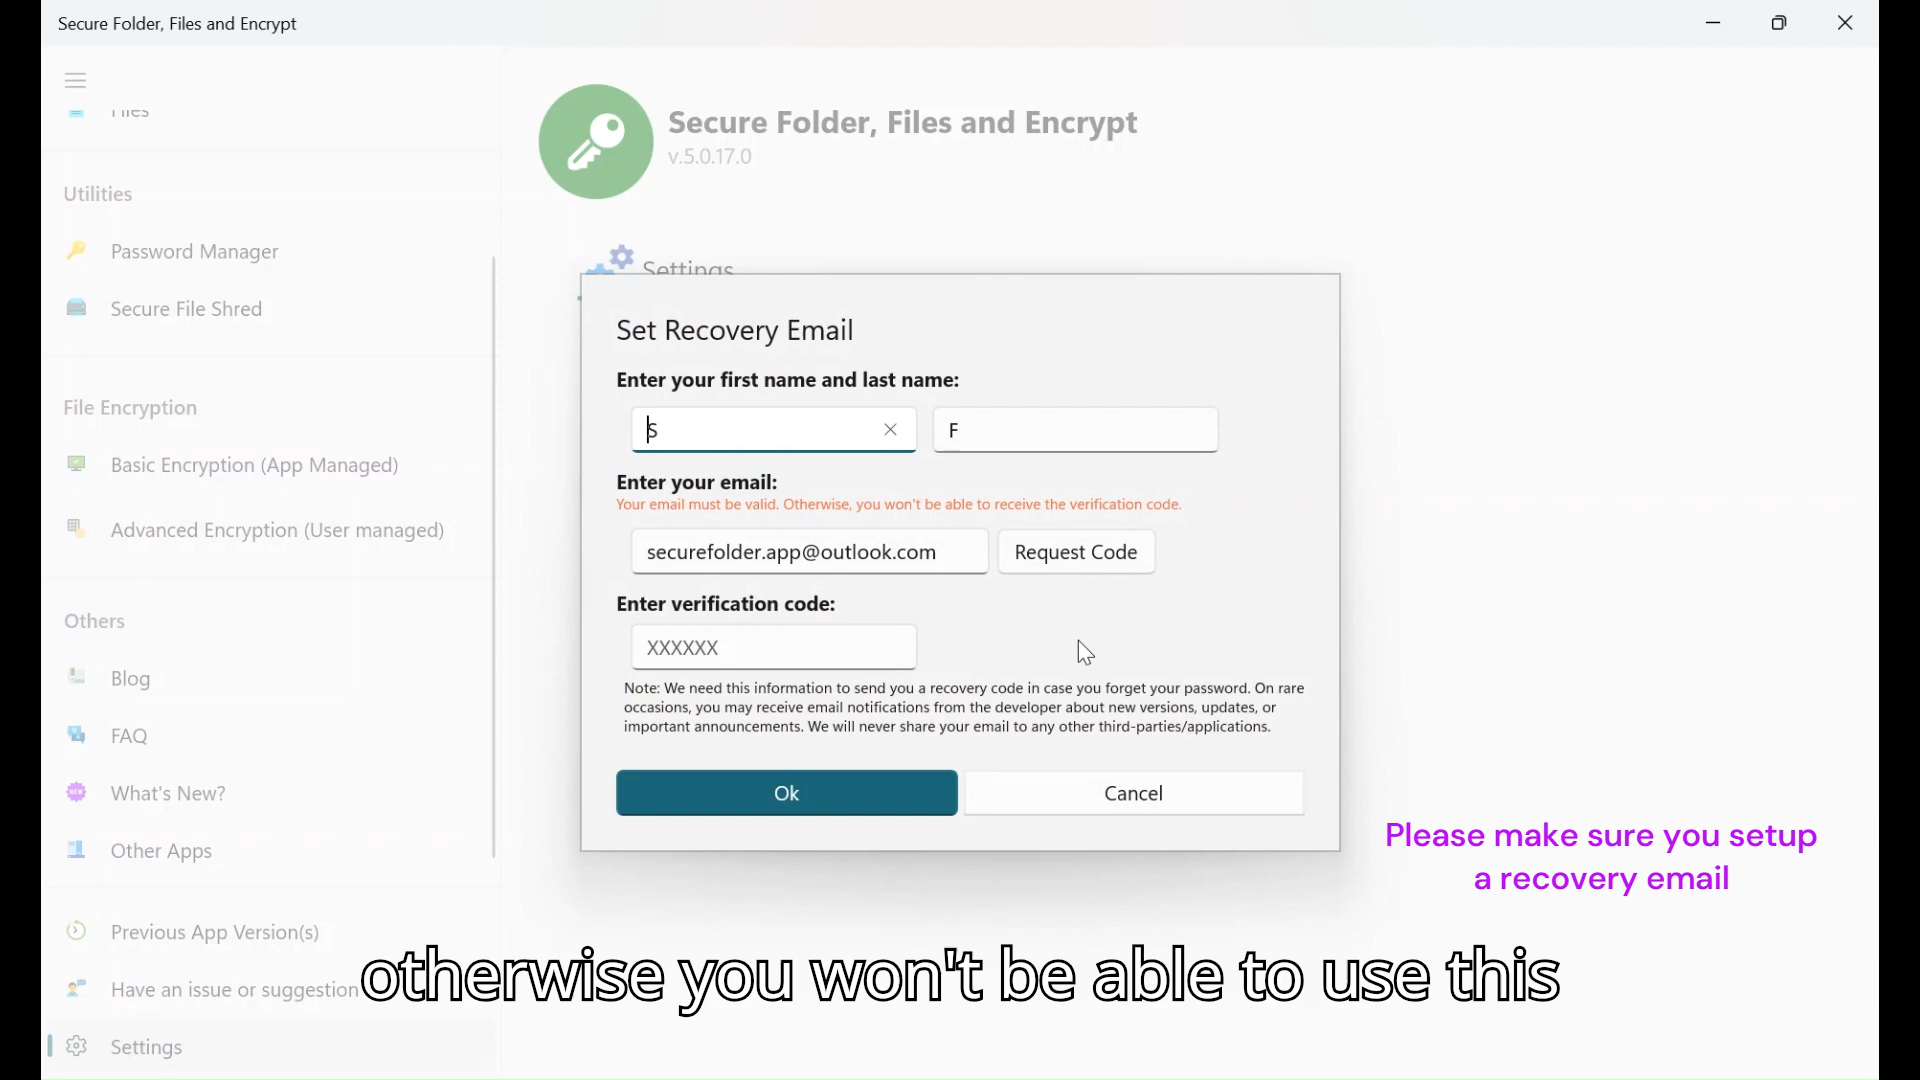 Secure Folder, Files and Encrypt
Files
Utilities
Password Manager
Secure File Shred
File Encryption
Basic Encryption (App Managed)
Advanced Encryption (User managed)
Others
Blog
FAQ
What's New?
Other Apps
Previous App Version(s)
Have an issue or suggestion
Settings
Secure Folder, Files and Encrypt
v.5.0.17.0
Settings
Set Recovery Email
Enter your first name and last name:
S
F
Enter your email:
Your email must be valid. Otherwise, you won't be able to receive the verification code.
securefolder.app@outlook.com
Request Code
Enter verification code:
XXXXXX
Note: We need this information to send you a recovery code in case you forget your password. On rare
occasions, you may receive email notifications from the developer about new versions, updates, or
important announcements. We will never share your email to any other third-parties/applications.
Ok
Cancel
Please make sure you setup
a recovery email
otherwise you won't be able to use this